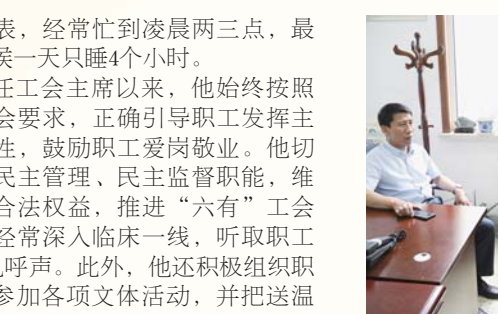 表，经常忙到凌晨两三点，最
一天只睡4个小时。
任工会主席以来，他始终按照
会要求，正确引导职工发挥主
性，鼓励职工爱岗敬业。他切
民主管理、民主监督职能，维
合法权益，推进“六有”工会
经常深入临床一线，听取职工
呼声。此外，他还积极组织职
参加各项文体活动，并把送温